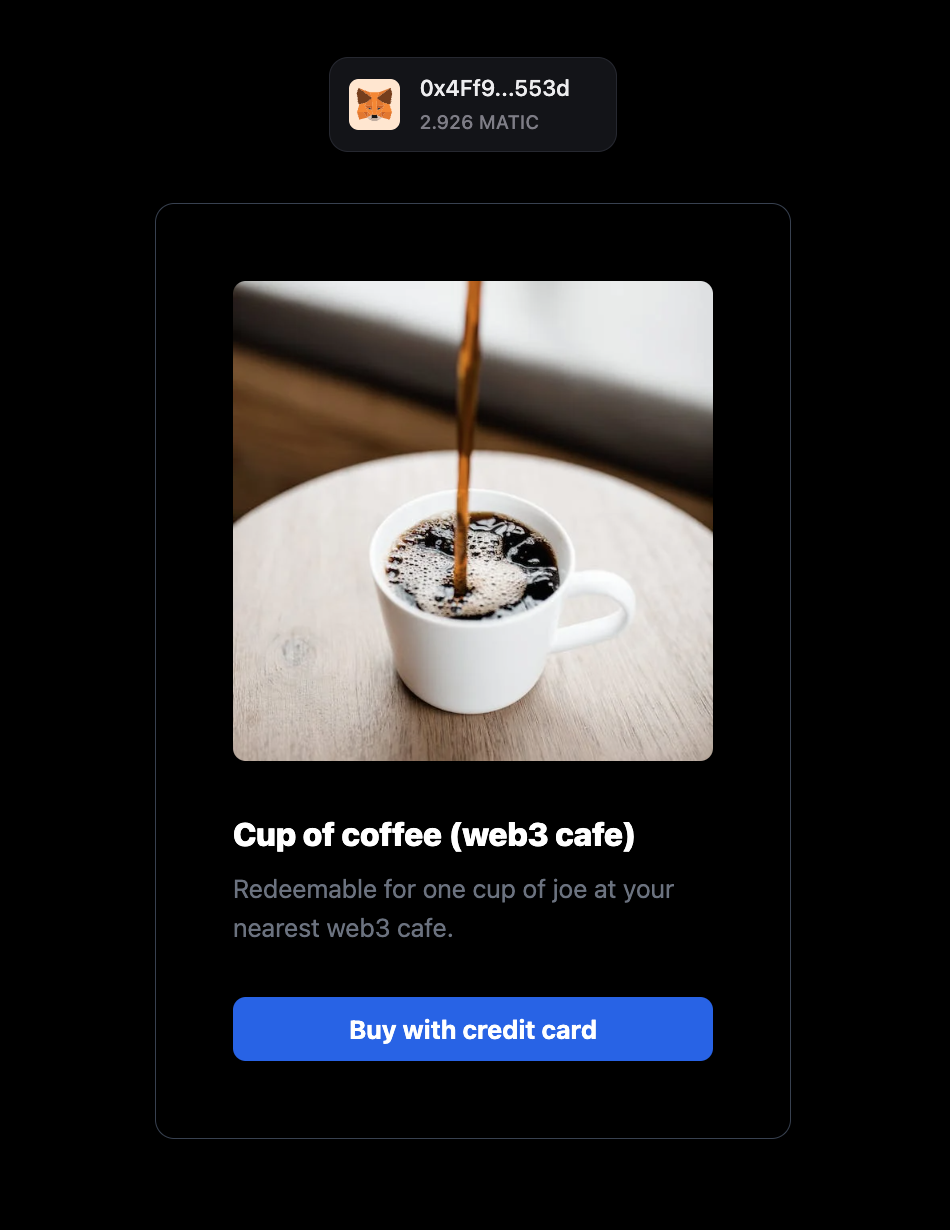 0x4Ff9...553d
2.926 MATIC
Cup of coffee (web3 cafe)
Redeemable for one cup of joe at your
nearest web3 cafe.
Buy with credit card